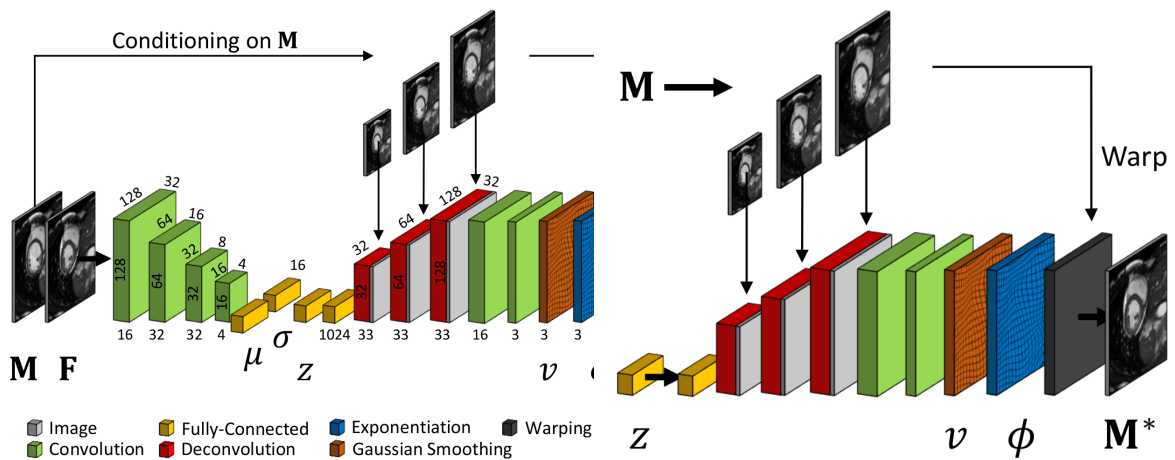 Conditioning on M
128 32
64 16
32 8
16 4
128 64 32 16
16 32 32 4
16
1024
32 64 128 32
32 64 128
33 33 33 16 3 3 3
M F
μ σ z v
Image Fully-Connected Exponentiation Warping
Convolution Deconvolution Gaussian Smoothing
M
Warp
z v ϕ M*